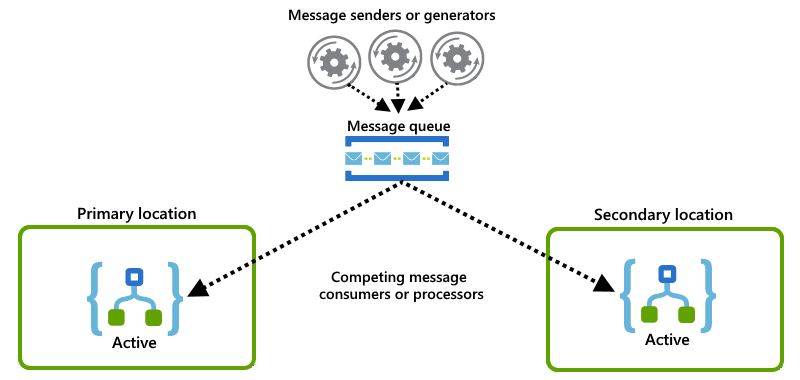 Message senders or generators
Message queue
Primary location
Secondary location
Competing message
consumers or processors
Active
Active